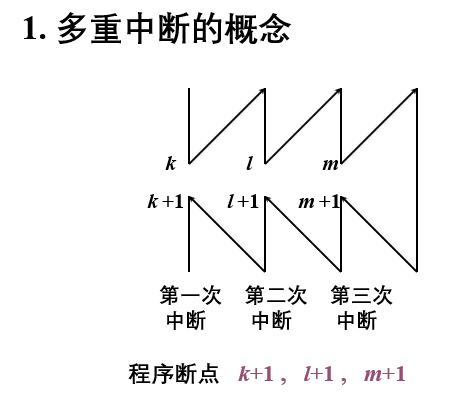 1. 多重中断的概念
k l m
k+1 l+1 m+1
第一次 第二次 第三次
中断 中断 中断
程序断点 k+1， l+1， m+1